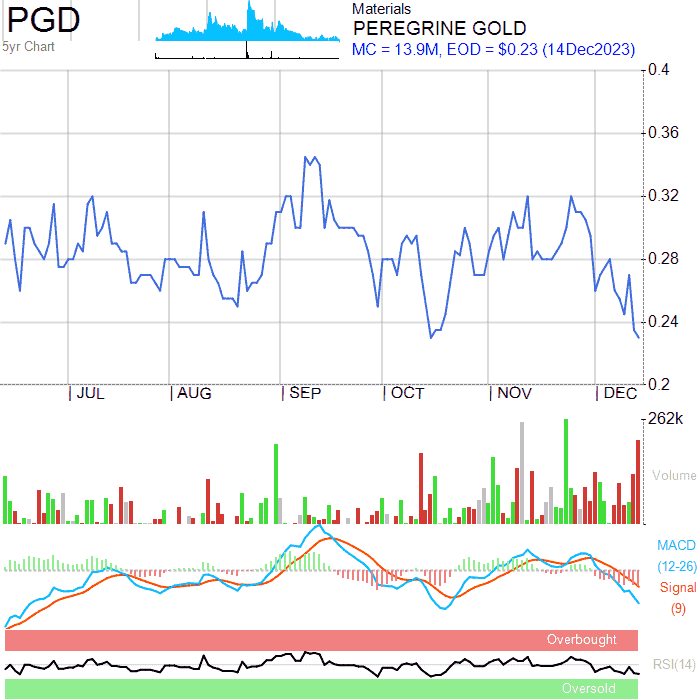 PGD
5yr Chart
Materials
PEREGRINE GOLD
MC = 13.9M, EOD = $0.23 (14Dec2023)
0.4
0.36
0.32
0.28
0.24
0.2
JUL AUG SEP OCT NOV DEC
262k
Volume
MACD
(12-26)
Signal
(9)
Overbought
RSI(14)
Oversold